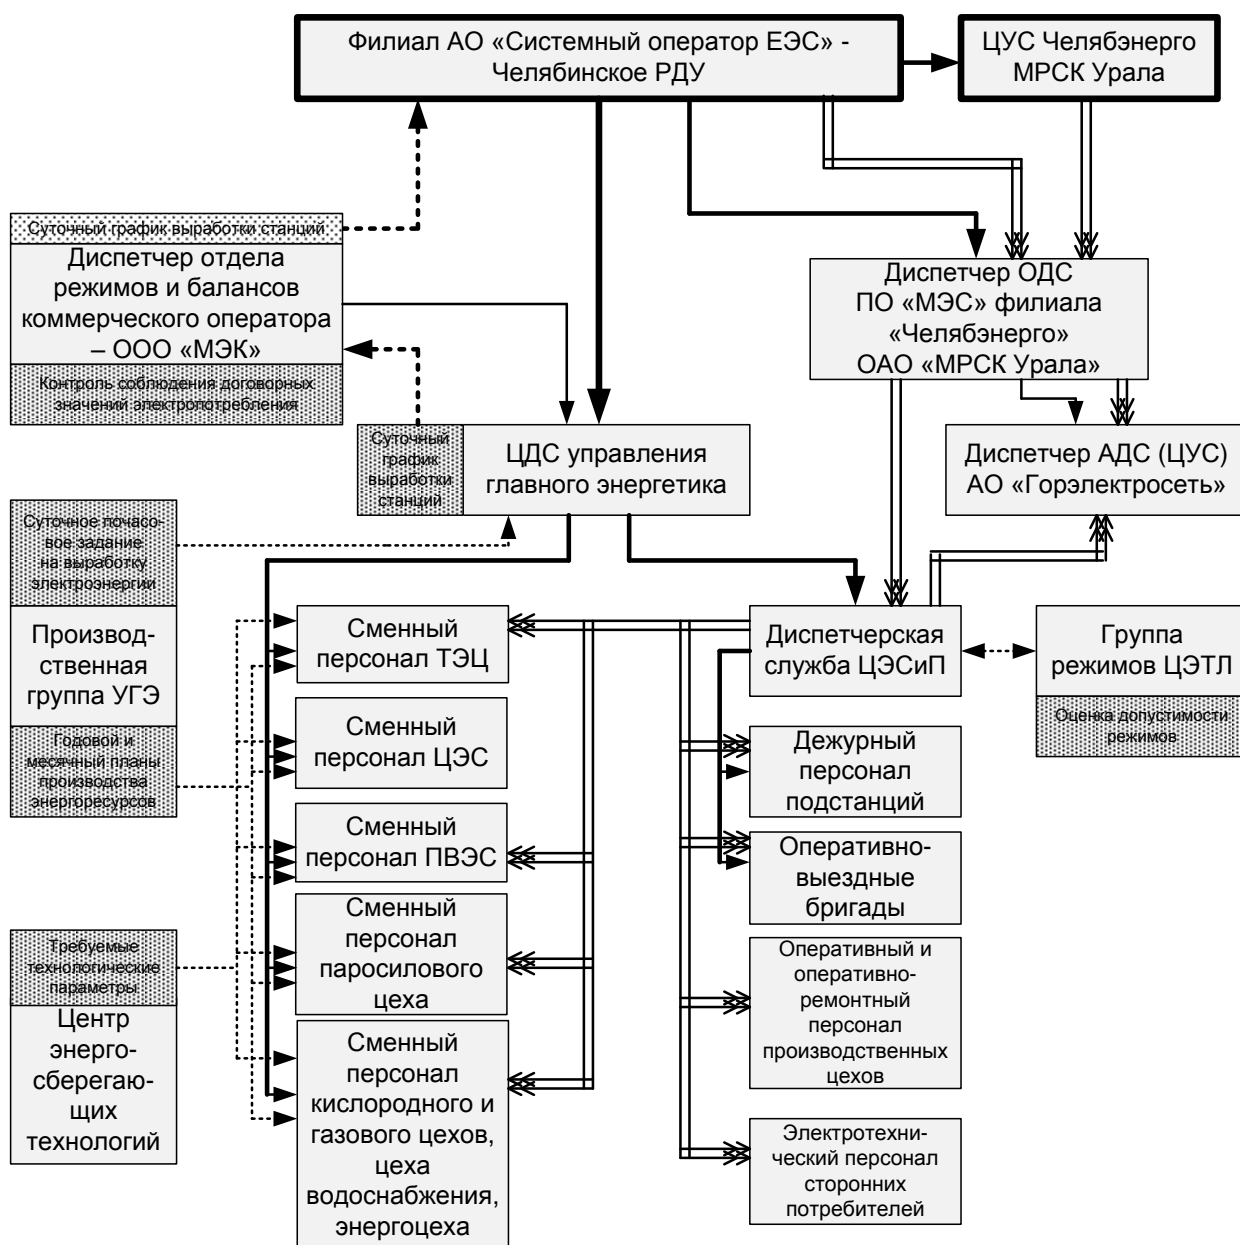 Филиал АО «Системный оператор ЕЭС» -
Челябинское РДУ
ЦУС Челябэнерго
МРСК Урала
Суточный график выработки станций
Диспетчер отдела
режимов и балансов
коммерческого оператора
– ООО «МЭК»
Контроль соблюдения договорных
значений электропотребления
Диспетчер ОДС
ПО «МЭС» филиала
«Челябэнерго»
ОАО «МРСК Урала»
Суточный
график
выработки
станций
ЦДС управления
главного энергетика
Диспетчер АДС (ЦУС)
АО «Горэлектросеть»
Суточное почасо-
вое задание
на выработку
электроэнергии
Производ-
ственная
группа УГЭ
Годовой и
месячный планы
производства
энергоресурсов
Сменный
персонал ТЭЦ
Диспетчерская
служба ЦЭСиП
Группа
режимов ЦЭТЛ
Оценка допустимости
режимов
Сменный
персонал ЦЭС
Дежурный
персонал
подстанций
Сменный
персонал ПВЭС
Оперативно-
выездные
бригады
Сменный
персонал
паросилового
цеха
Требуемые
технологические
параметры
Центр
энерго-
сберегаю-
щих
технологий
Оперативный и
оперативно-
ремонтный
персонал
производственных
цехов
Сменный
персонал
кислородного и
газового цехов,
цеха
водоснабжения,
энергоцеха
Электротехни-
ческий персонал
сторонних
потребителей